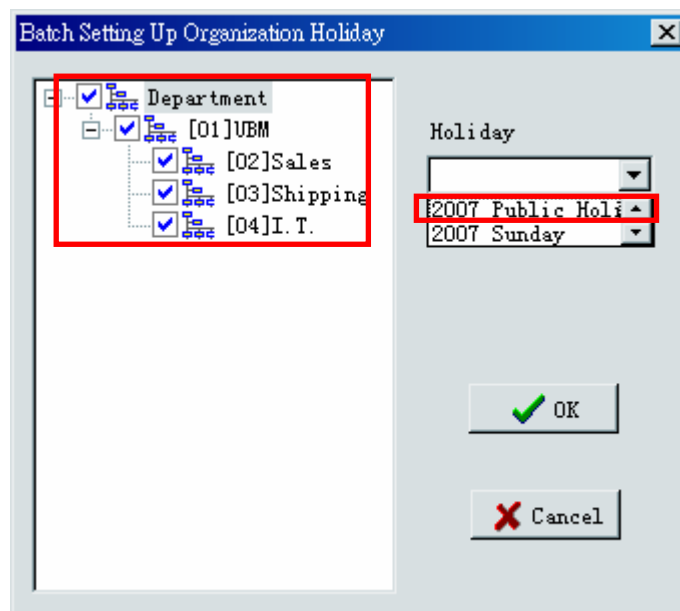 Batch Setting Up Organization Holiday
Department
[01]UBM
[02]Sales
[03]Shipping
[04]I.T.
Holiday
2007 Public Holi
2007 Sunday
OK
Cancel